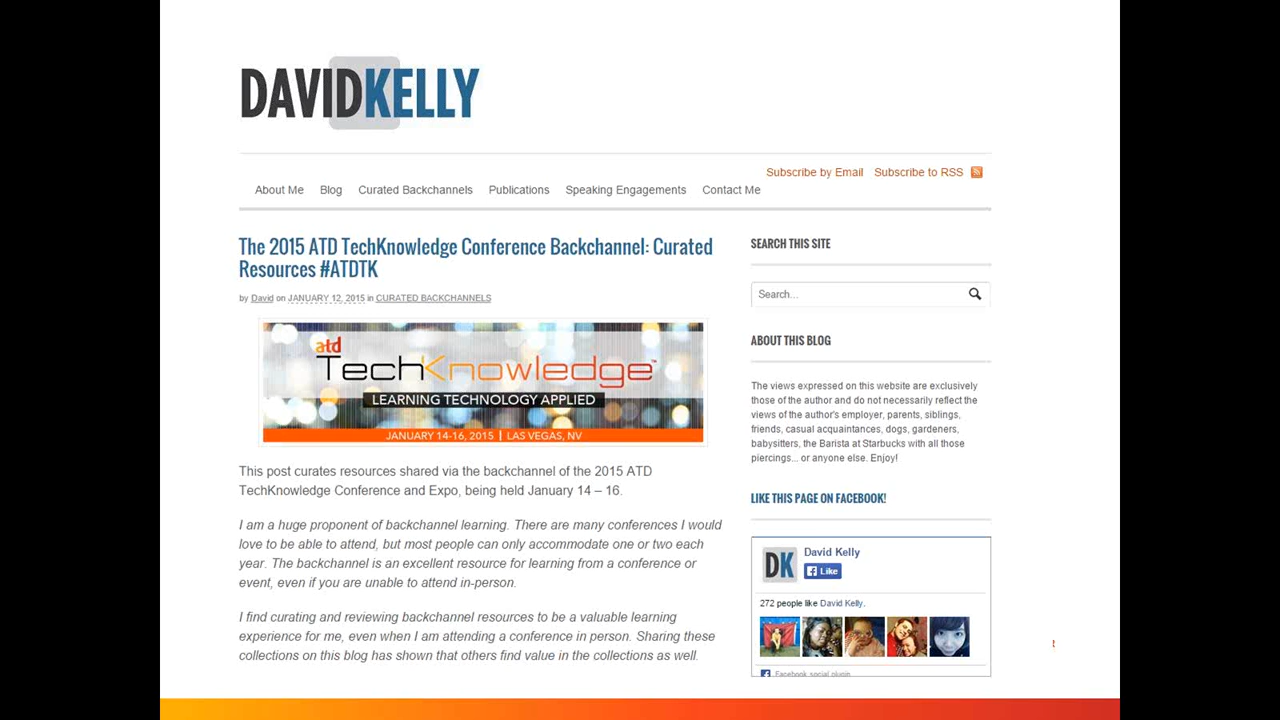 DAVIDKELLY
Subscribe by Email Subscribe to RSS
About Me Blog Curated Backchannels Publications Speaking Engagements Contact Me
The 2015 ATD TechKnowledge Conference Backchannel: Curated
Resources #ATDTK
by David on JANUARY 12, 2015 in CURATED BACKCHANNELS
atd
TechKnowledge™
LEARNING TECHNOLOGY APPLIED
JANUARY 14-16, 2015 | LAS VEGAS, NV
This post curates resources shared via the backchannel of the 2015 ATD
TechKnowledge Conference and Expo, being held January 14 – 16.
I am a huge proponent of backchannel learning. There are many conferences I would
love to be able to attend, but most people can only accommodate one or two each
year. The backchannel is an excellent resource for learning from a conference or
event, even if you are unable to attend in-person.
I find curating and reviewing backchannel resources to be a valuable learning
experience for me, even when I am attending a conference in person. Sharing these
collections on this blog has shown that others find value in the collections as well.
SEARCH THIS SITE
Search...
ABOUT THIS BLOG
The views expressed on this website are exclusively
those of the author and do not necessarily reflect the
views of the author's employer, parents, siblings,
friends, casual acquaintances, dogs, gardeners,
babysitters, the Barista at Starbucks with all those
piercings... or anyone else. Enjoy!
LIKE THIS PAGE ON FACEBOOK!
DK
David Kelly
Like
272 people like David Kelly.
Facebook social plugin
t